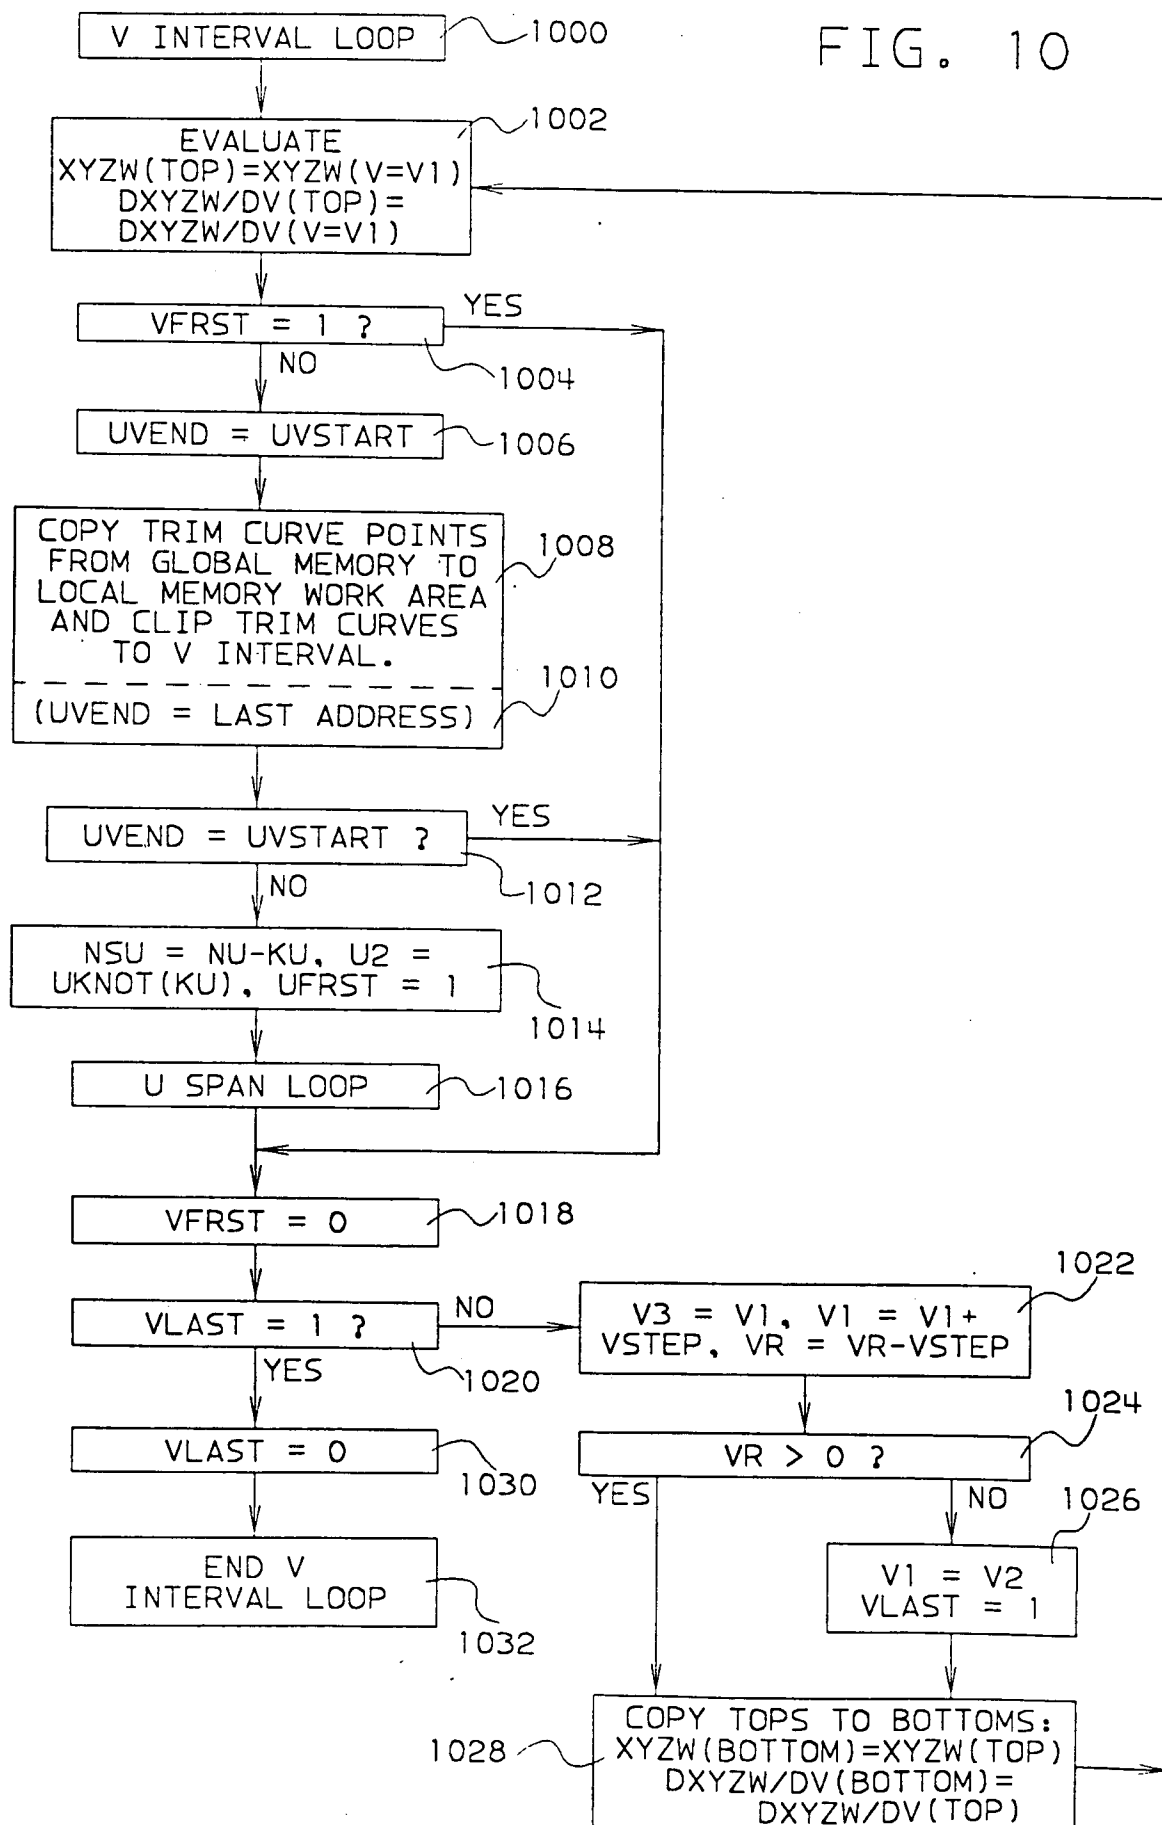 FIG. 10
V INTERVAL LOOP
1000
1002
EVALUATE
XYZW(TOP)=XYZW(V=V1)
DXYZW/DV(TOP)=
DXYZW/DV(V=V1)
VFRST = 1 ?
YES
NO
1004
UVEND = UVSTART
1006
COPY TRIM CURVE POINTS
FROM GLOBAL MEMORY TO
LOCAL MEMORY WORK AREA
AND CLIP TRIM CURVES
TO V INTERVAL.
1008
1010
(UVEND = LAST ADDRESS)
UVEND = UVSTART ?
YES
NO
1012
NSU = NU-KU, U2 =
UKNOT(KU), UFRST = 1
1014
U SPAN LOOP
1016
VFRST = 0
1018
VLAST = 1 ?
NO
YES
1020
1022
V3 = V1, V1 = V1+
VSTEP, VR = VR-VSTEP
1024
VR > 0 ?
YES
NO
1026
V1 = V2
VLAST = 1
VLAST = 0
1030
END V
INTERVAL LOOP
1032
1028
COPY TOPS TO BOTTOMS:
XYZW(BOTTOM)=XYZW(TOP)
DXYZW/DV(BOTTOM)=
DXYZW/DV(TOP)